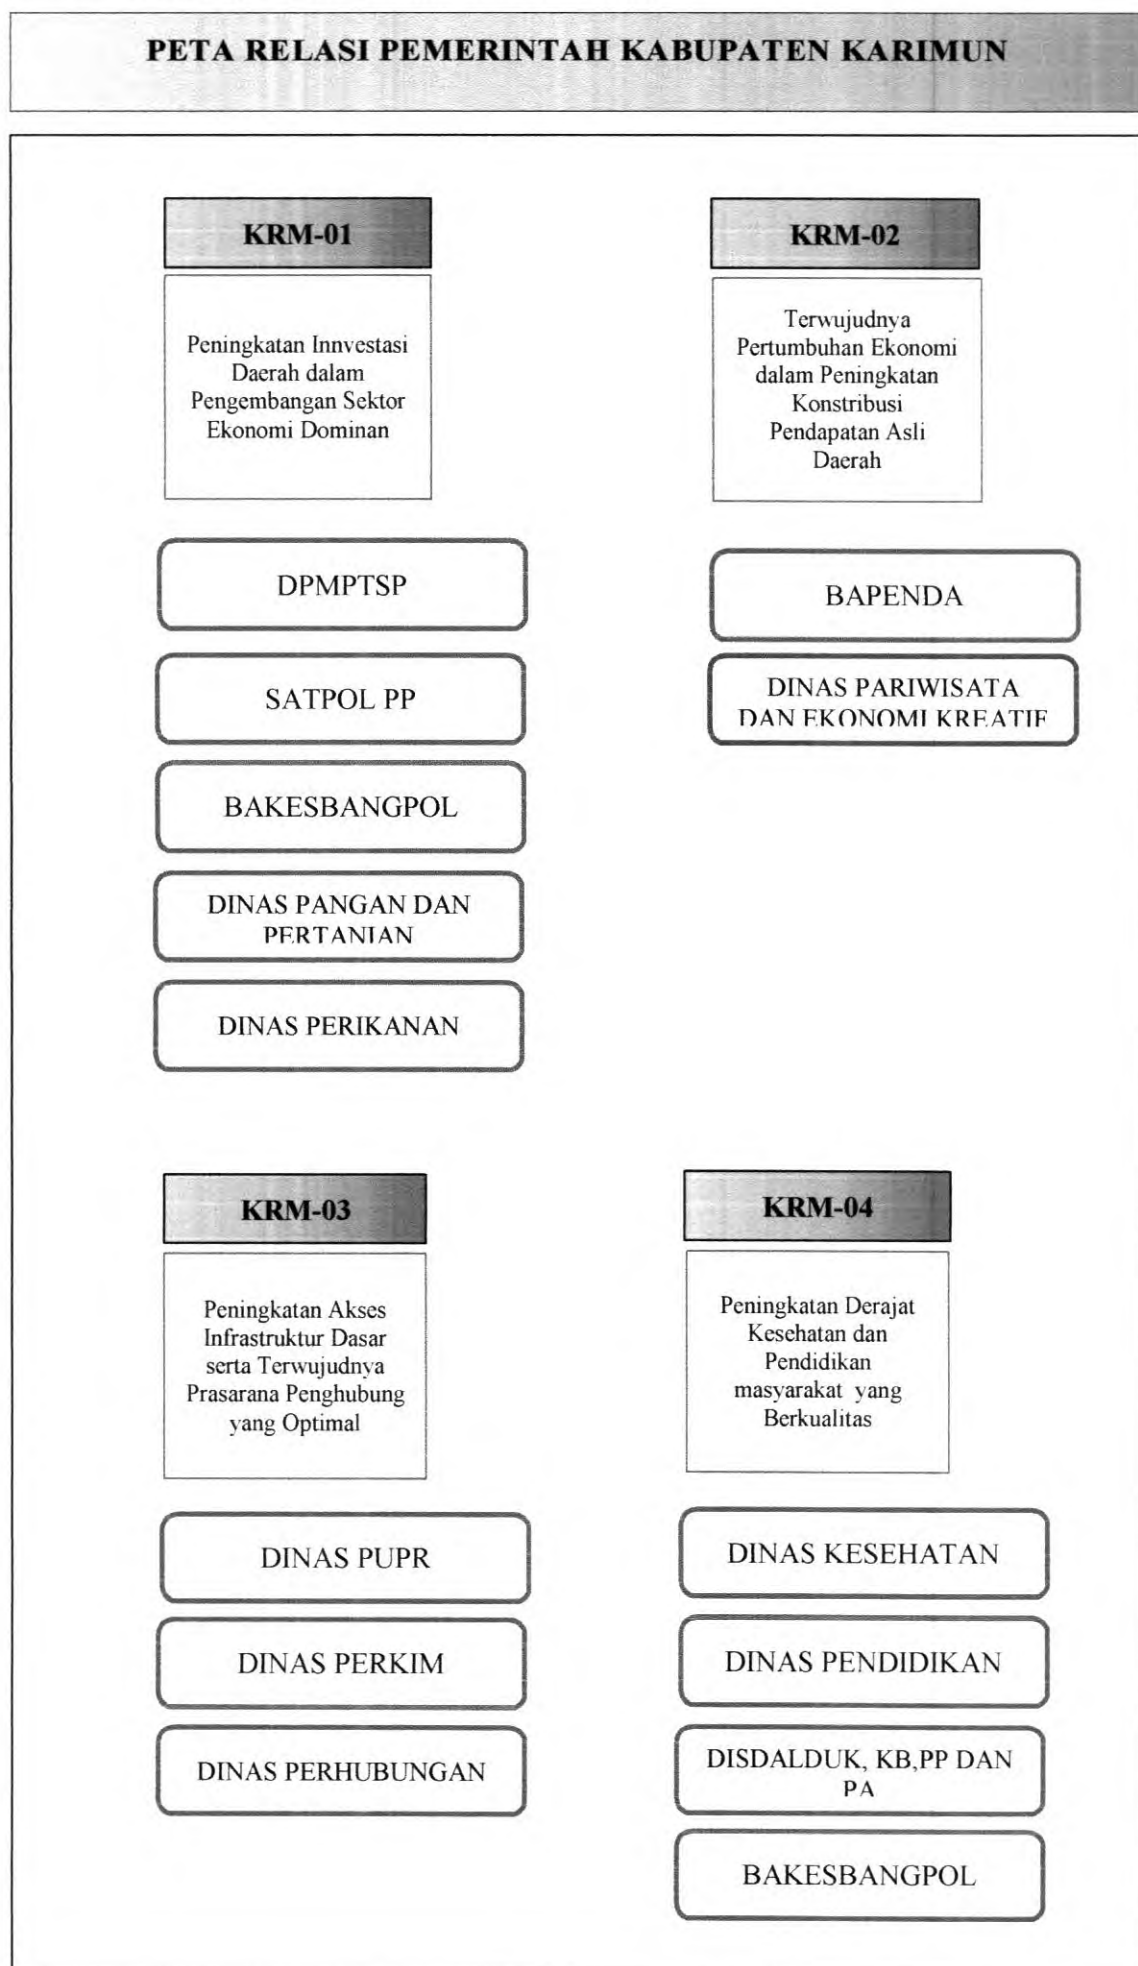 PETA RELASI PEMERINTAH KABUPATEN KARIMUN
KRM-01
Peningkatan Innvestasi
Daerah dalam
Pengembangan Sektor
Ekonomi Dominan
DPMPTSP
SATPOL PP
BAKESBANGPOL
DINAS PANGAN DAN
PERTANIAN
DINAS PERIKANAN
KRM-02
Terwujudnya
Pertumbuhan Ekonomi
dalam Peningkatan
Konstribusi
Pendapatan Asli
Daerah
BAPENDA
DINAS PARIWISATA
DAN EKONOMI KREATIF
KRM-03
Peningkatan Akses
Infrastruktur Dasar
serta Terwujudnya
Prasarana Penghubung
yang Optimal
DINAS PUPR
DINAS PERKIM
DINAS PERHUBUNGAN
KRM-04
Peningkatan Derajat
Kesehatan dan
Pendidikan
masyarakat yang
Berkualitas
DINAS KESEHATAN
DINAS PENDIDIKAN
DISDALDUK, KB,PP DAN
PA
BAKESBANGPOL